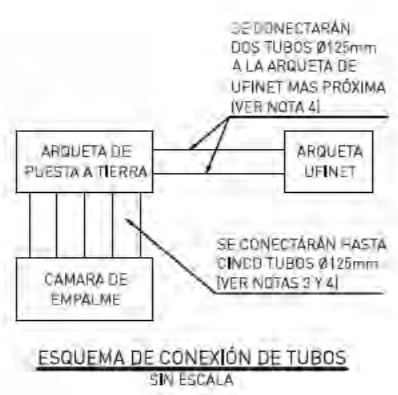 SE CONECTARÁN
DOS TUBOS Ø125mm
A LA ARQUETA DE
UFINET MAS PRÓXIMA
(VER NOTA 4)
ARQUETA DE
PUESTA A TIERRA
ARQUETA
UFINET
SE CONECTÁRÁN HASTA
CINCO TUBOS Ø125mm
(VER NOTAS 3 Y 4)
CAMARA DE
EMPALME
ESQUEMA DE CONEXIÓN DE TUBOS
SIN ESCALA